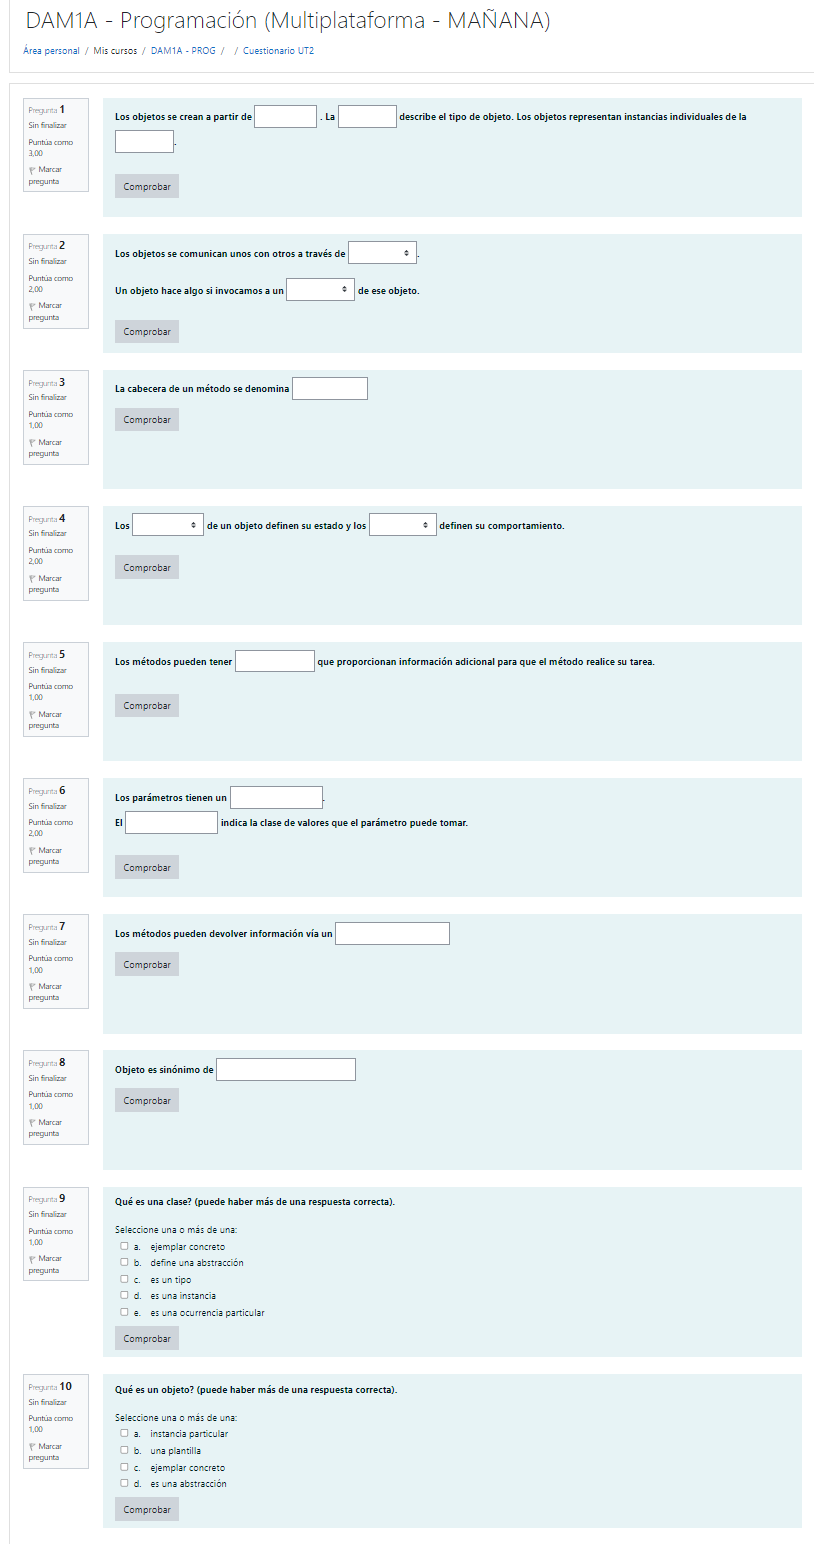 DAM1A - Programación (Multiplataforma - MAÑANA)
Área personal / Mis cursos / DAM1A - PROG / / Cuestionario UT2
Pregunta 1
Sin finalizar
Puntúa como
3,00
Marcar
pregunta
Los objetos se crean a partir de . La describe el tipo de objeto. Los objetos representan instancias individuales de la
.
Comprobar
Pregunta 2
Sin finalizar
Puntúa como
2,00
Marcar
pregunta
Los objetos se comunican unos con otros a través de .
Un objeto hace algo si invocamos a un de ese objeto.
Comprobar
Pregunta 3
Sin finalizar
Puntúa como
1,00
Marcar
pregunta
La cabecera de un método se denomina
Comprobar
Pregunta 4
Sin finalizar
Puntúa como
2,00
Marcar
pregunta
Los de un objeto definen su estado y los definen su comportamiento.
Comprobar
Pregunta 5
Sin finalizar
Puntúa como
1,00
Marcar
pregunta
Los métodos pueden tener que proporcionan información adicional para que el método realice su tarea.
Comprobar
Pregunta 6
Sin finalizar
Puntúa como
2,00
Marcar
pregunta
Los parámetros tienen un .
El indica la clase de valores que el parámetro puede tomar.
Comprobar
Pregunta 7
Sin finalizar
Puntúa como
1,00
Marcar
pregunta
Los métodos pueden devolver información vía un
Comprobar
Pregunta 8
Sin finalizar
Puntúa como
1,00
Marcar
pregunta
Objeto es sinónimo de
Comprobar
Pregunta 9
Sin finalizar
Puntúa como
1,00
Marcar
pregunta
Qué es una clase? (puede haber más de una respuesta correcta).
Seleccione una o más de una:
a. ejemplar concreto
b. define una abstracción
c. es un tipo
d. es una instancia
e. es una ocurrencia particular
Comprobar
Pregunta 10
Sin finalizar
Puntúa como
1,00
Marcar
pregunta
Qué es un objeto? (puede haber más de una respuesta correcta).
Seleccione una o más de una:
a. instancia particular
b. una plantilla
c. ejemplar concreto
d. es una abstracción
Comprobar